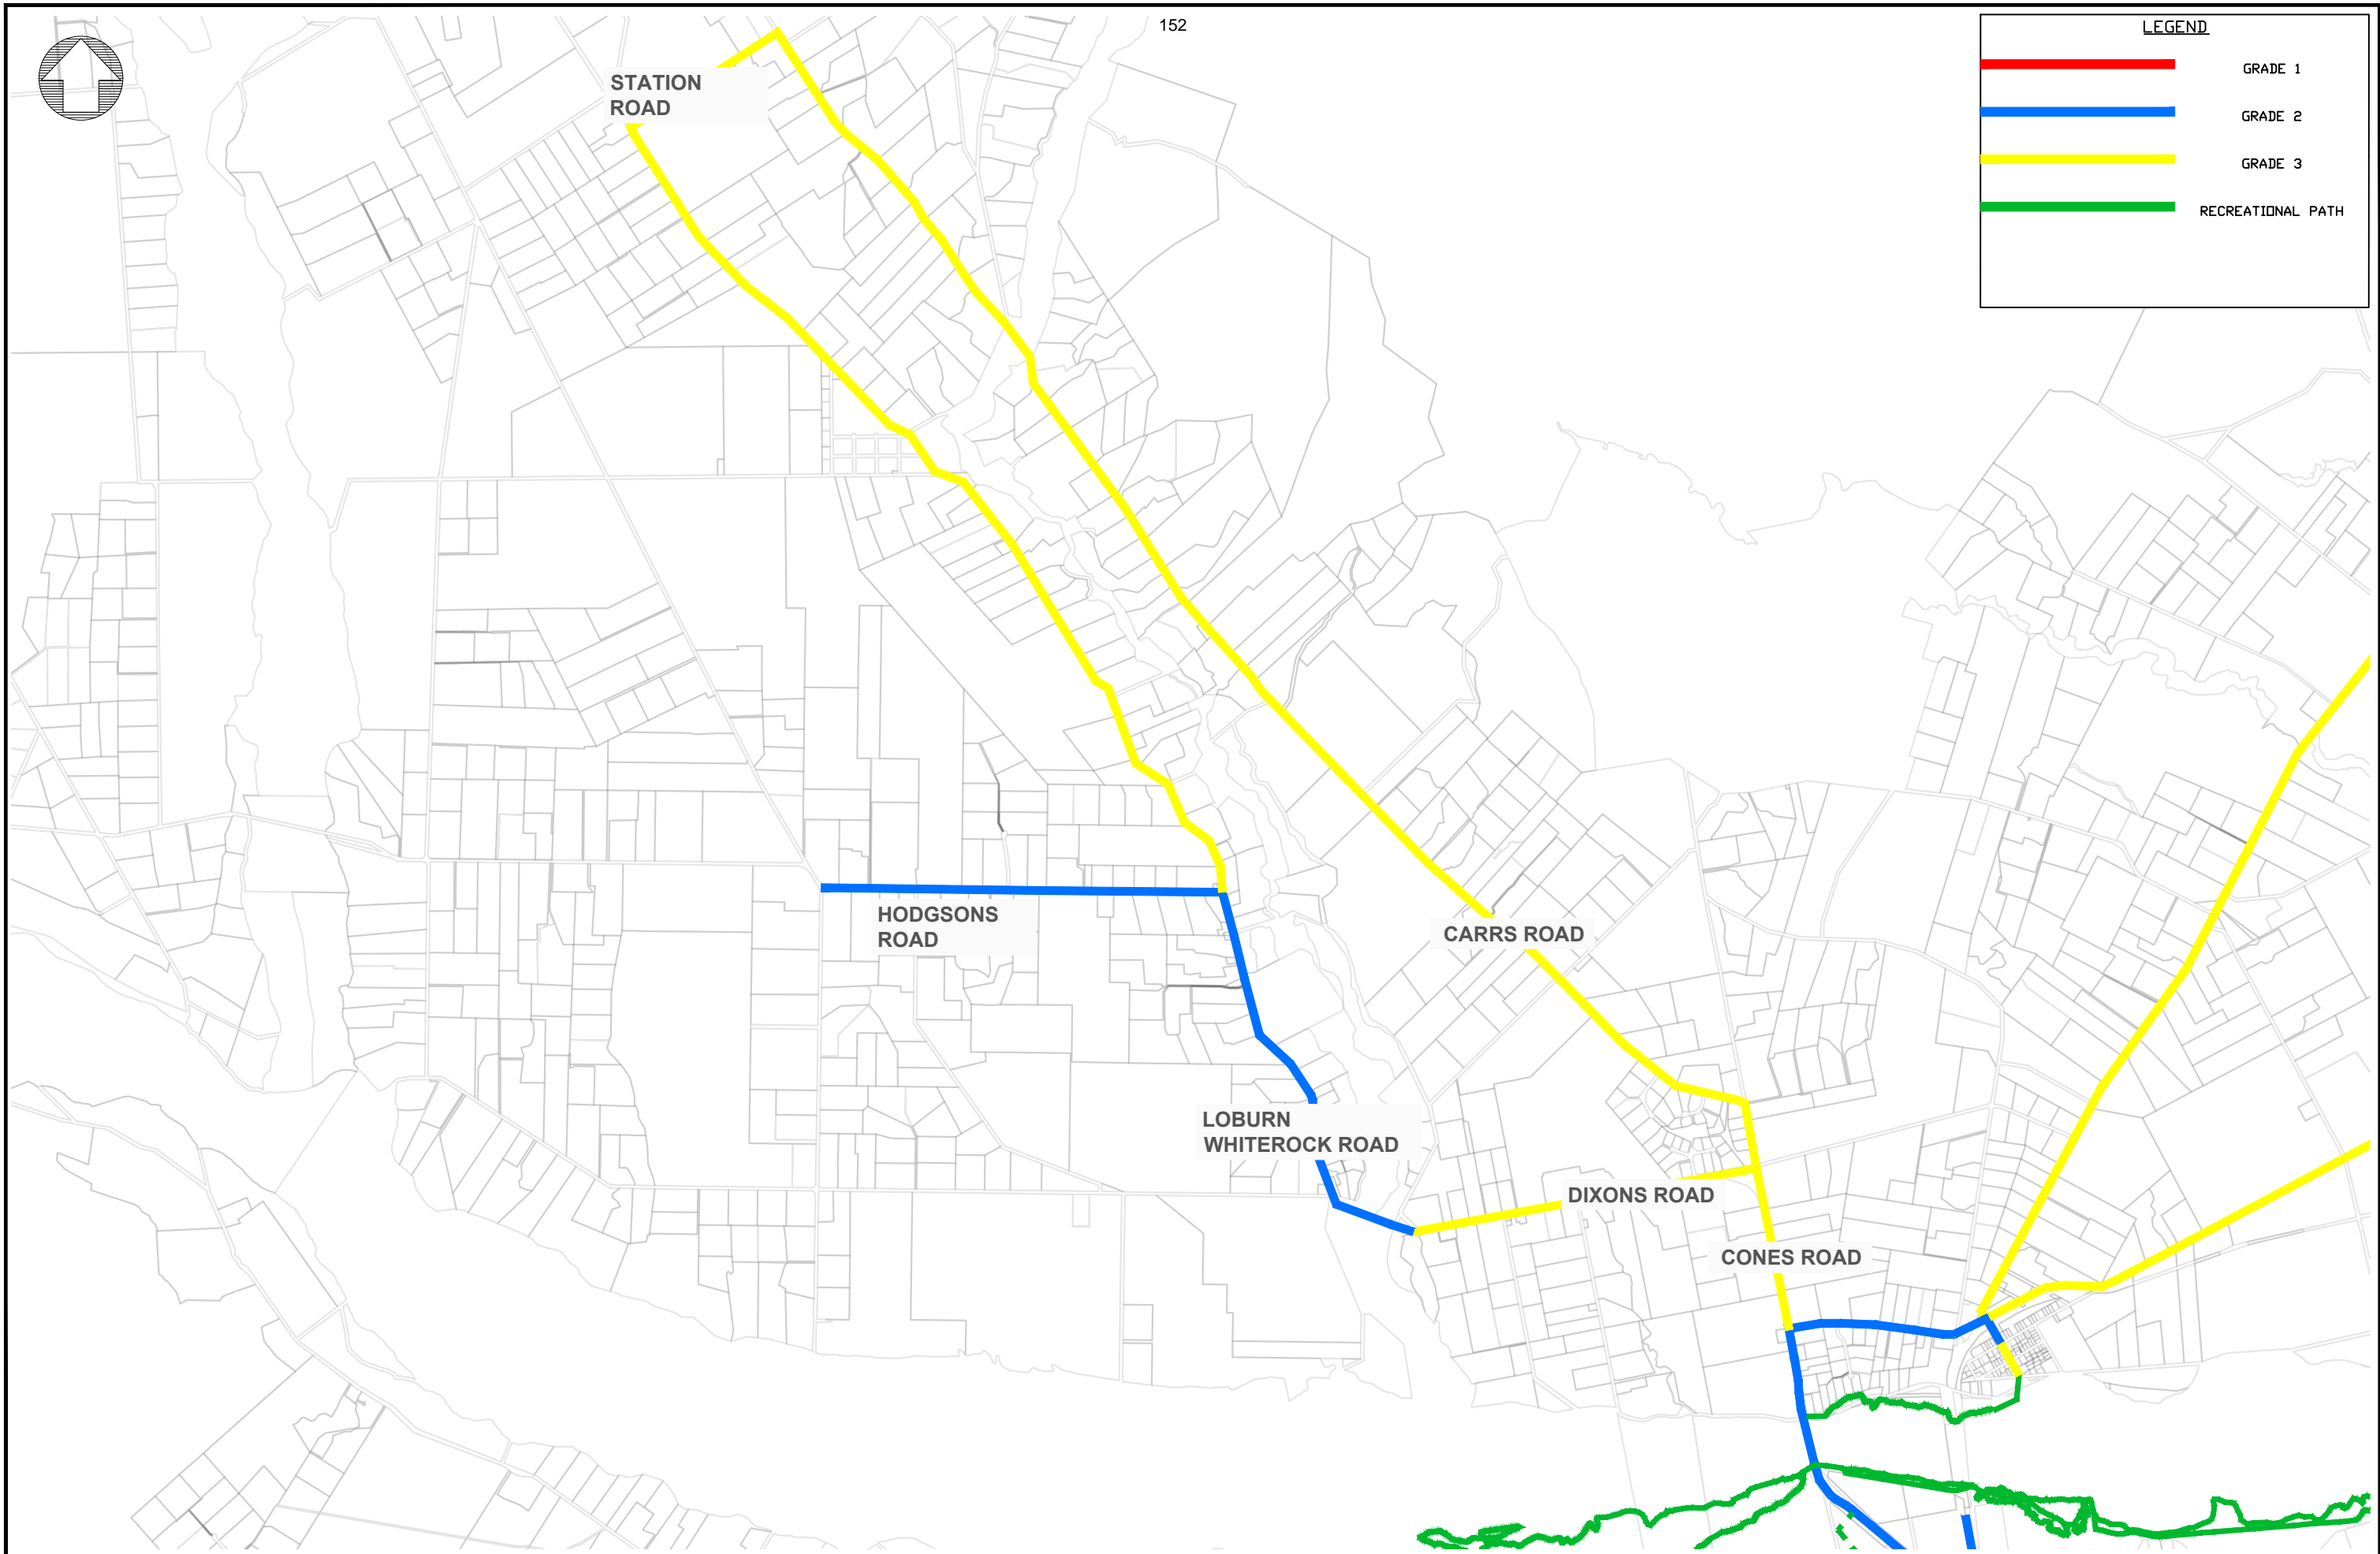 152
LEGEND
GRADE 1
GRADE 2
GRADE 3
RECREATIONAL PATH
STATION
ROAD
HODGSONS
ROAD
CARRS ROAD
LOBURN
WHITEROCK ROAD
DIXONS ROAD
CONES ROAD